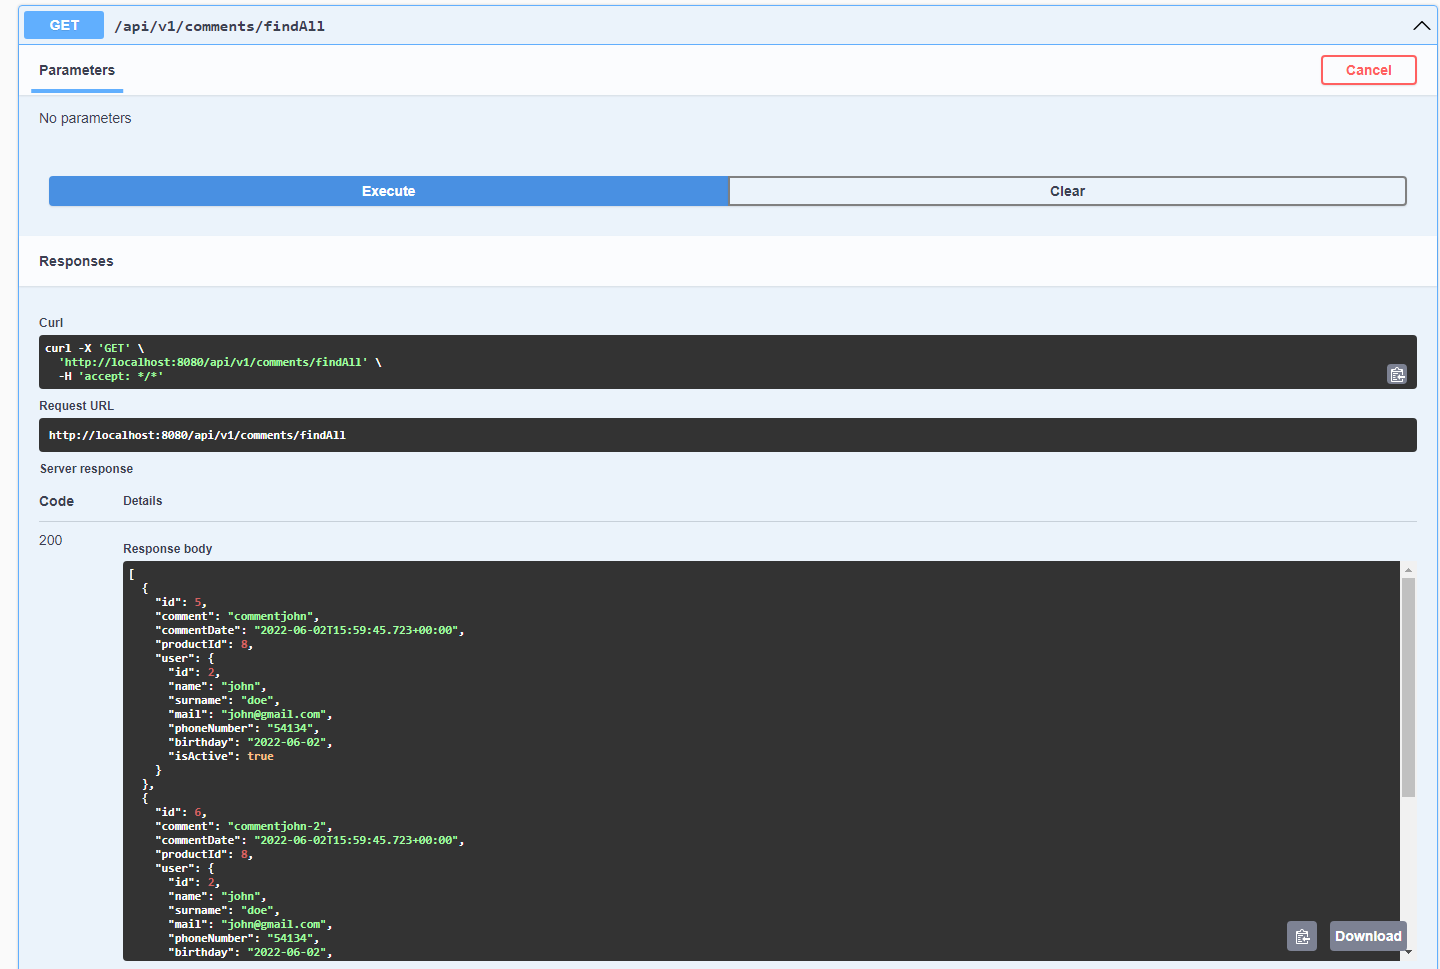 GET /api/v1/comments/findAll
Parameters
Cancel
No parameters
Execute
Clear
Responses
Curl
curl -X 'GET' \
  'http://localhost:8080/api/v1/comments/findAll' \
  -H 'accept: */*'
Request URL
http://localhost:8080/api/v1/comments/findAll
Server response
Code Details
200
Response body
[
  {
    "id": 5,
    "comment": "commentjohn",
    "commentDate": "2022-06-02T15:59:45.723+00:00",
    "productId": 8,
    "user": {
      "id": 2,
      "name": "john",
      "surname": "doe",
      "mail": "john@gmail.com",
      "phoneNumber": "54134",
      "birthday": "2022-06-02",
      "isActive": true
    }
  },
  {
    "id": 6,
    "comment": "commentjohn-2",
    "commentDate": "2022-06-02T15:59:45.723+00:00",
    "productId": 8,
    "user": {
      "id": 2,
      "name": "john",
      "surname": "doe",
      "mail": "john@gmail.com",
      "phoneNumber": "54134",
      "birthday": "2022-06-02",
Download